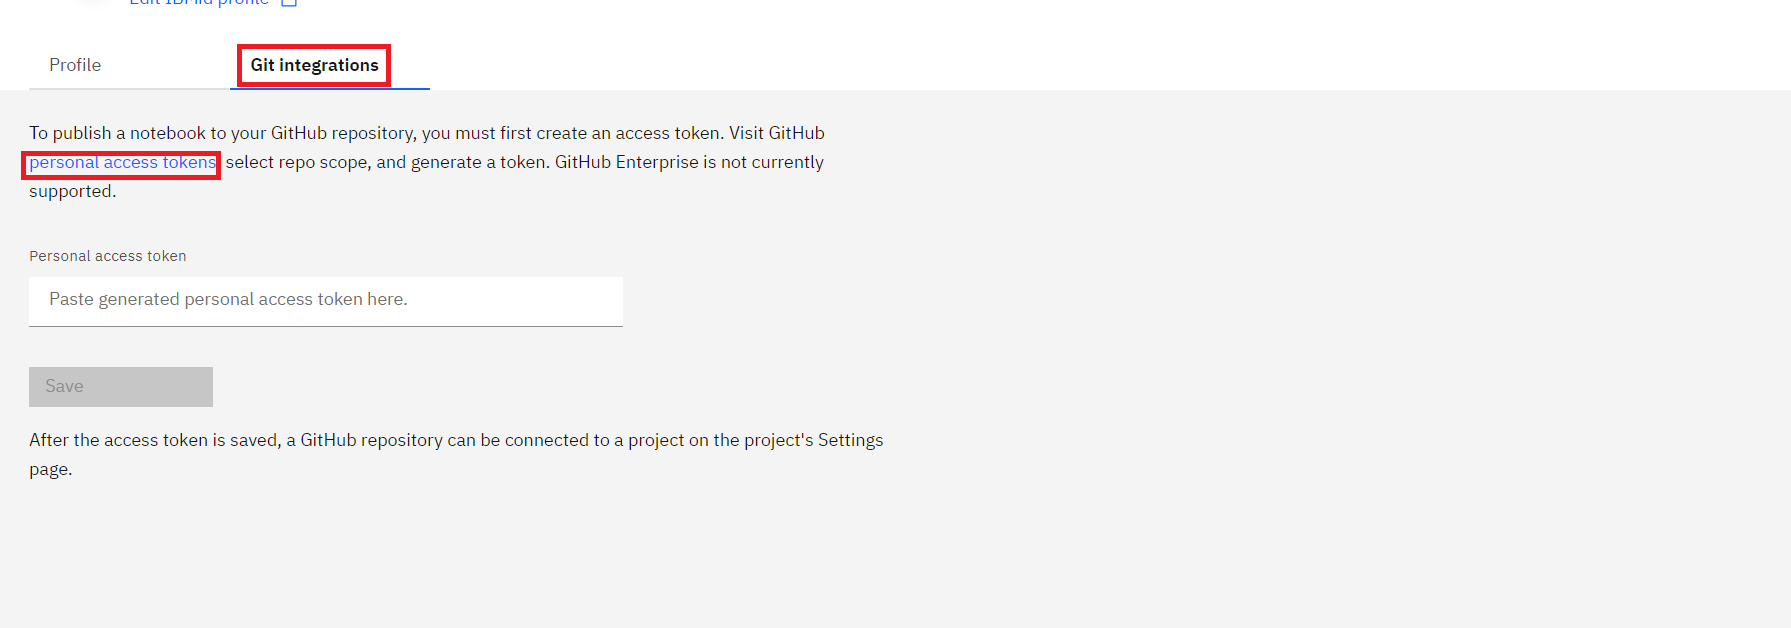 Edit IBMid profile
Profile
Git integrations
To publish a notebook to your GitHub repository, you must first create an access token. Visit GitHub
personal access tokens select repo scope, and generate a token. GitHub Enterprise is not currently
supported.
Personal access token
Paste generated personal access token here.
Save
After the access token is saved, a GitHub repository can be connected to a project on the project's Settings
page.